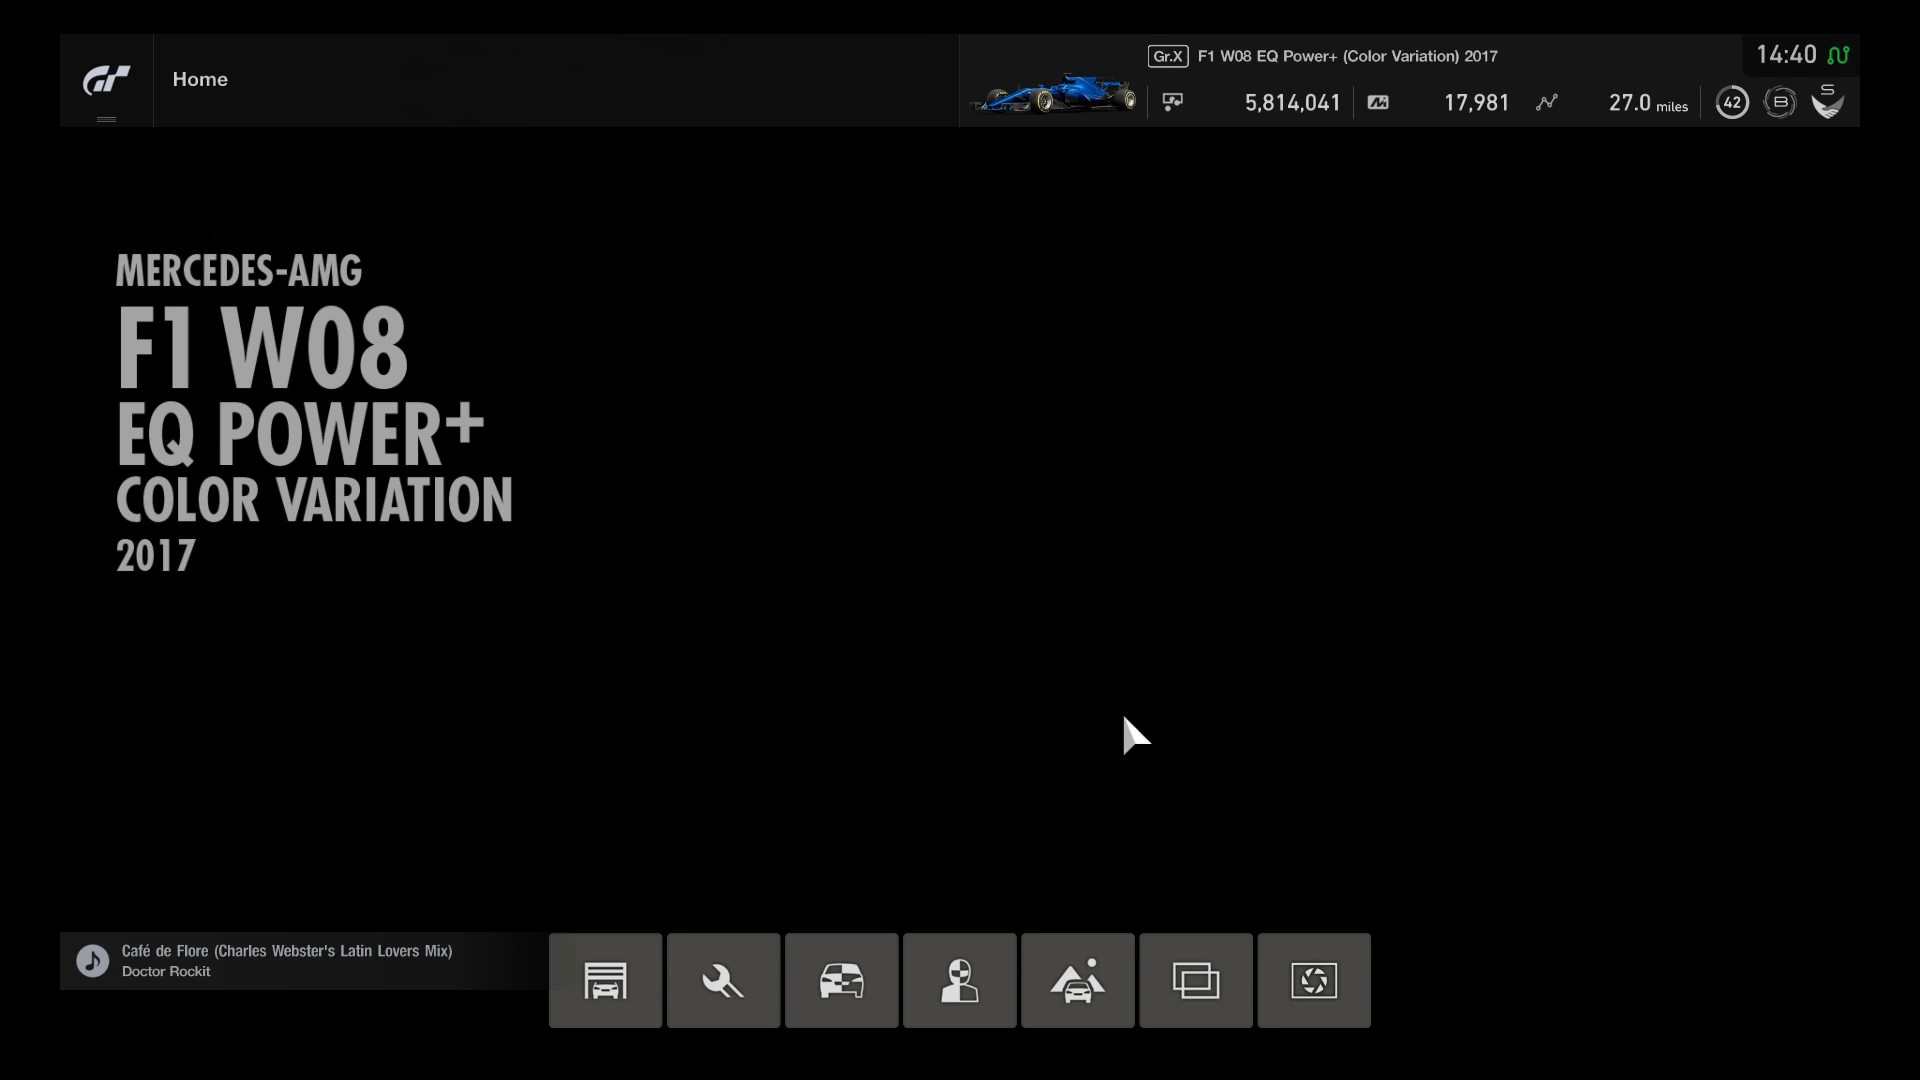 Home
Gr.X F1 W08 EQ Power+ (Color Variation) 2017
14:40
5,814,041
17,981
27.0 miles
42
B
S
MERCEDES-AMG
F1 W08
EQ POWER+
COLOR VARIATION
2017
Café de Flore (Charles Webster's Latin Lovers Mix)
Doctor Rockit